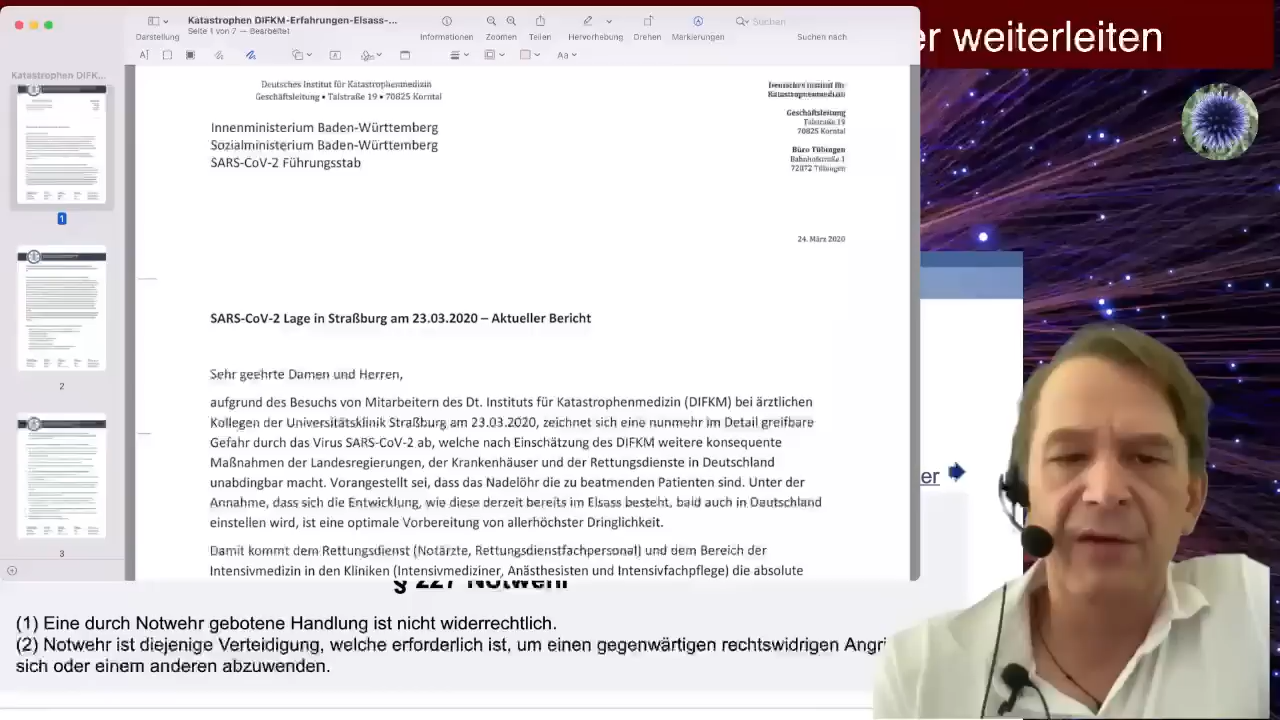 er weiterleiten
Katastrophen DIFKM-Erfahrungen-Elsass-...
Seite 1 von 7 — Bearbeitet
Suchen
Darstellung
Informationen
Zoomen
Teilen
Hervorhebung
Drehen
Markierungen
Suchen nach
Katastrophen DIFK...
1
2
3
Deutsches Institut für Katastrophenmedizin
Geschäftsleitung • Talstraße 19 • 70825 Korntal
Innenministerium Baden-Württemberg
Sozialministerium Baden-Württemberg
SARS-CoV-2 Führungsstab
Deutsches Institut für
Katastrophenmedizin
Geschäftsleitung
Talstraße 19
70825 Korntal
Büro Tübingen
Bahnhofstraße 1
72072 Tübingen
24. März 2020
SARS-CoV-2 Lage in Straßburg am 23.03.2020 – Aktueller Bericht
Sehr geehrte Damen und Herren,
aufgrund des Besuchs von Mitarbeitern des Dt. Instituts für Katastrophenmedizin (DIFKM) bei ärztlichen
Kollegen der Universitätsklinik Straßburg am 23.03.2020, zeichnet sich eine nunmehr im Detail greifbare
Gefahr durch das Virus SARS-CoV-2 ab, welche nach Einschätzung des DIFKM weitere konsequente
Maßnahmen der Landesregierungen, der Krankenhäuser und der Rettungsdienste in Deutschland
unabdingbar macht. Vorangestellt sei, dass das Nadelöhr die zu beatmenden Patienten sind. Unter der
Annahme, dass sich die Entwicklung, wie diese derzeit bereits im Elsass besteht, bald auch in Deutschland
einstellen wird, ist eine optimale Vorbereitung von allerhöchster Dringlichkeit.
Damit kommt dem Rettungsdienst (Notärzte, Rettungsdienstfachpersonal) und dem Bereich der
Intensivmedizin in den Kliniken (Intensivmediziner, Anästhesisten und Intensivfachpflege) die absolute
er
§ 227 Notwehr
(1) Eine durch Notwehr gebotene Handlung ist nicht widerrechtlich.
(2) Notwehr ist diejenige Verteidigung, welche erforderlich ist, um einen gegenwärtigen rechtswidrigen Angri
sich oder einem anderen abzuwenden.